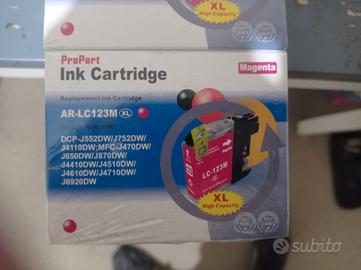 XL
High Capacity
ProPart
Ink Cartridge
Magenta
Replacement Ink Cartridge
AR-LC123M XL
DCP-J552DW/J752DW/
J4110DW;MFC-J470DW/
J650DW/J870DW/
J4410DW/J4510DW/
J4610DW/J4710DW/
J6920DW
LC-123M
XL
High Capacity
subito